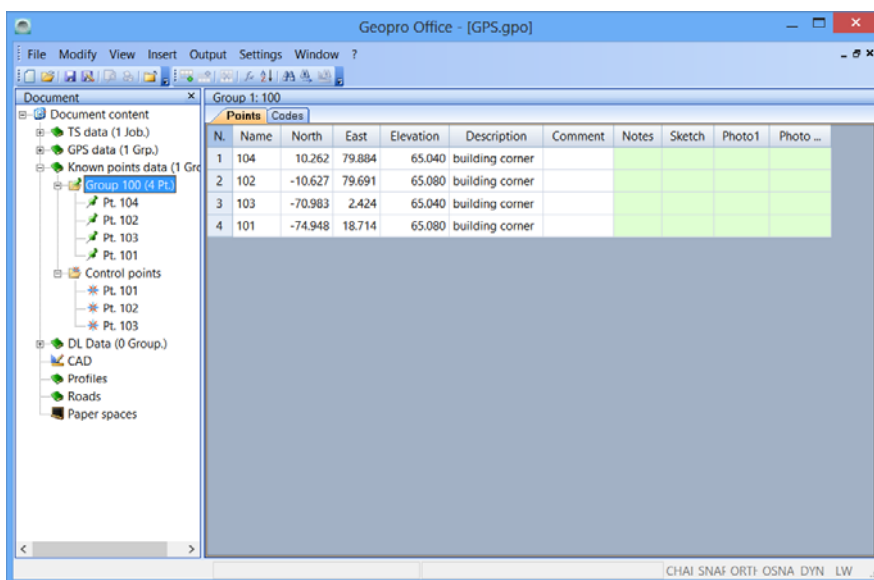 Geopro Office - [GPS.gpo]
File Modify View Insert Output Settings Window ?
Document
Group 1: 100
Document content
Points Codes
TS data (1 Job.)
GPS data (1 Grp.)
Known points data (1 Grc
Group 100 (4 Pt.)
Pt. 104
Pt. 102
Pt. 103
Pt. 101
Control points
Pt. 101
Pt. 102
Pt. 103
DL Data (0 Group.)
CAD
Profiles
Roads
Paper spaces
N. Name North East Elevation Description Comment Notes Sketch Photo1 Photo ...
1 104 10.262 79.884 65.040 building corner
2 102 -10.627 79.691 65.080 building corner
3 103 -70.983 2.424 65.040 building corner
4 101 -74.948 18.714 65.080 building corner
CHAI SNAF ORTH OSNA DYN LW